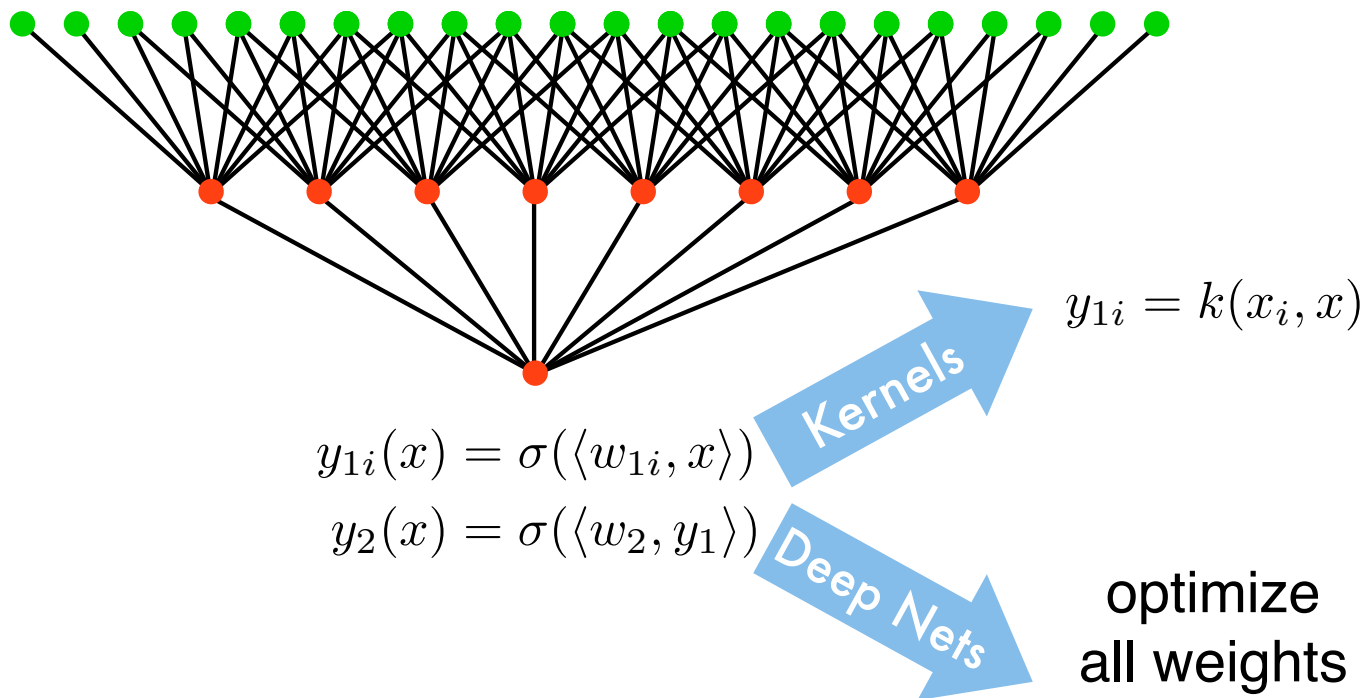 y_{1i} = k(x_i, x)
Kernels
y_{1i}(x) = σ(⟨w_{1i}, x⟩)
y_2(x) = σ(⟨w_2, y_1⟩)
Deep Nets
optimize
all weights